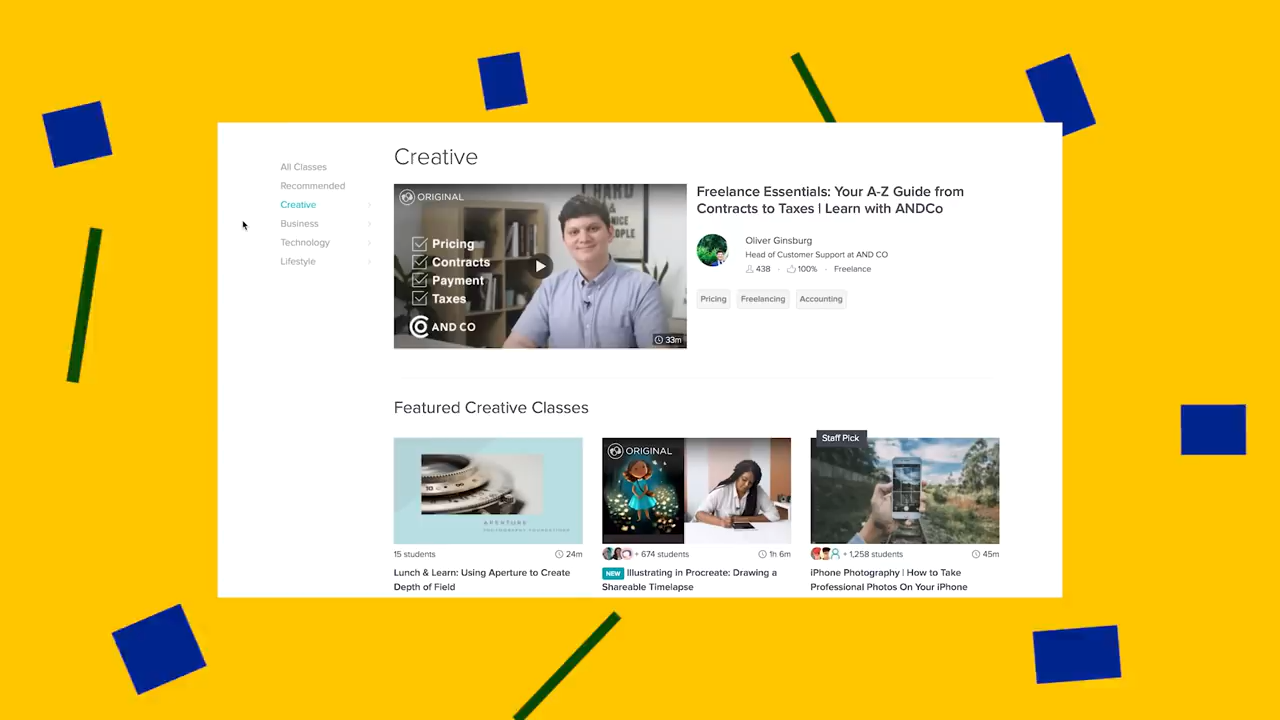 All Classes
Recommended
Creative
Business
Technology
Lifestyle
Creative
ORIGINAL
Pricing
Contracts
Payment
Taxes
AND CO
33m
Freelance Essentials: Your A-Z Guide from
Contracts to Taxes | Learn with ANDCo
Oliver Ginsburg
Head of Customer Support at AND CO
438 · 100% · Freelance
Pricing Freelancing Accounting
Featured Creative Classes
APERTURE
15 students 24m
Lunch & Learn: Using Aperture to Create
Depth of Field
ORIGINAL
+ 674 students 1h 6m
NEW Illustrating in Procreate: Drawing a
Shareable Timelapse
Staff Pick
+ 1,258 students 45m
iPhone Photography | How to Take
Professional Photos On Your iPhone